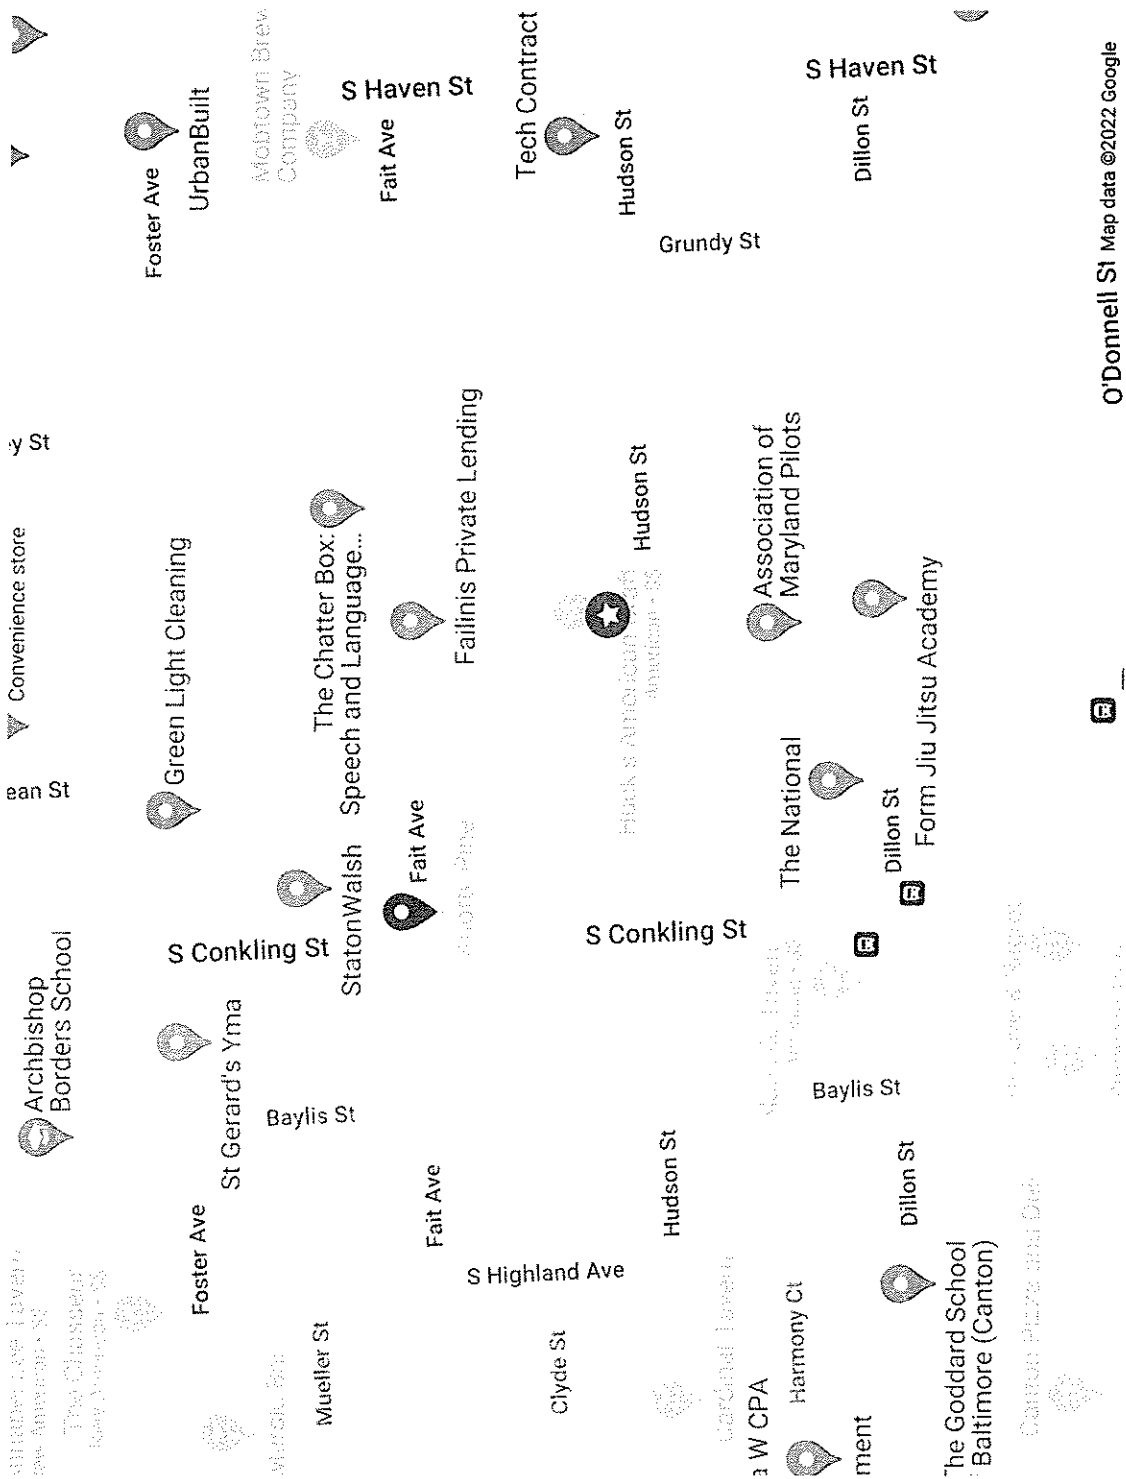 S Haven St
S Haven St
Mobtown Brew
Company
Tech Contract
UrbanBuilt
Foster Ave
Fait Ave
Hudson St
Dillon St
Grundy St
O'Donnell St Map data ©2022 Google
y St
Convenience store
ean St
Green Light Cleaning
The Chatter Box:
Speech and Language...
Failinis Private Lending
Hudson St
Association of
Maryland Pilots
Form Jiu Jitsu Academy
The National
Dillon St
Fait Ave
StatonWalsh
S Conkling St
S Conkling St
Archbishop
Borders School
St Gerard's Yma
Baylis St
Baylis St
Foster Ave
Fait Ave
Hudson St
Dillon St
S Highland Ave
Mueller St
Clyde St
Harmony Ct
a W CPA
ment
The Goddard School
Baltimore (Canton)